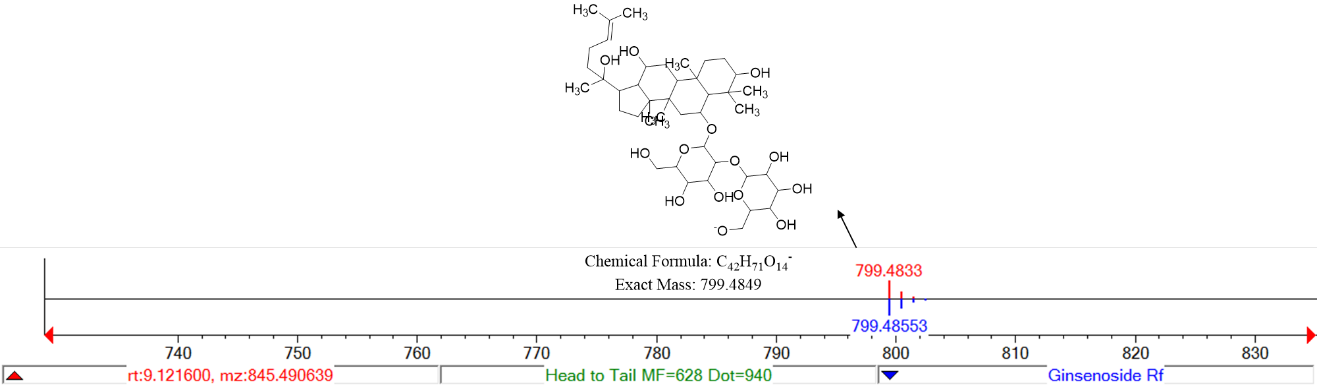 H₃C CH₃
OH HO H₃C OH
H₃C CH₃
CH₃
H₃C CH₃
O
HO O O OH
HO OH O OH
⁻O OH
Chemical Formula: C₄₂H₇₁O₁₄⁻
Exact Mass: 799.4849
799.4833
799.48553
740 750 760 770 780 790 800 810 820 830
rt:9.121600, mz:845.490639 Head to Tail MF=628 Dot=940 Ginsenoside Rf